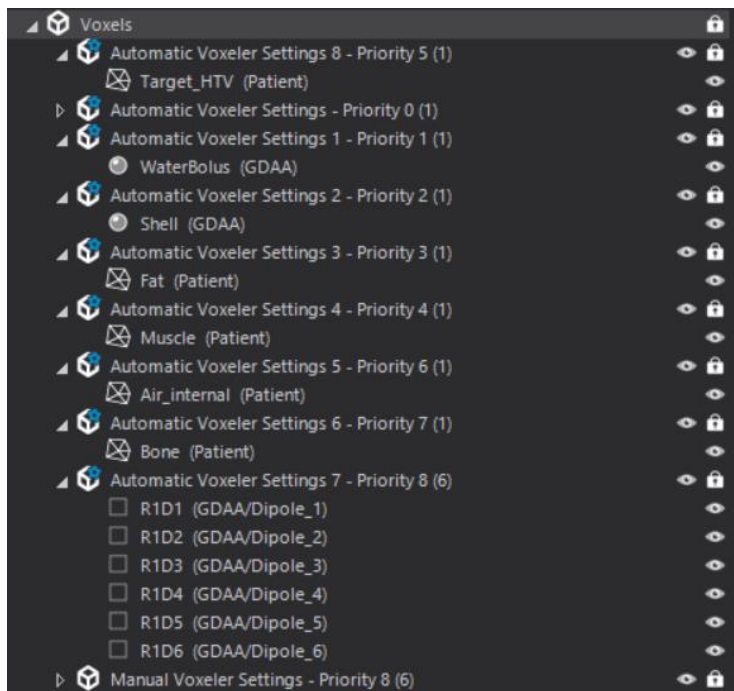 Voxels
Automatic Voxeler Settings 8 - Priority 5 (1)
Target_HTV (Patient)
Automatic Voxeler Settings - Priority 0 (1)
Automatic Voxeler Settings 1 - Priority 1 (1)
WaterBolus (GDAA)
Automatic Voxeler Settings 2 - Priority 2 (1)
Shell (GDAA)
Automatic Voxeler Settings 3 - Priority 3 (1)
Fat (Patient)
Automatic Voxeler Settings 4 - Priority 4 (1)
Muscle (Patient)
Automatic Voxeler Settings 5 - Priority 6 (1)
Air_internal (Patient)
Automatic Voxeler Settings 6 - Priority 7 (1)
Bone (Patient)
Automatic Voxeler Settings 7 - Priority 8 (6)
R1D1 (GDAA/Dipole_1)
R1D2 (GDAA/Dipole_2)
R1D3 (GDAA/Dipole_3)
R1D4 (GDAA/Dipole_4)
R1D5 (GDAA/Dipole_5)
R1D6 (GDAA/Dipole_6)
Manual Voxeler Settings - Priority 8 (6)